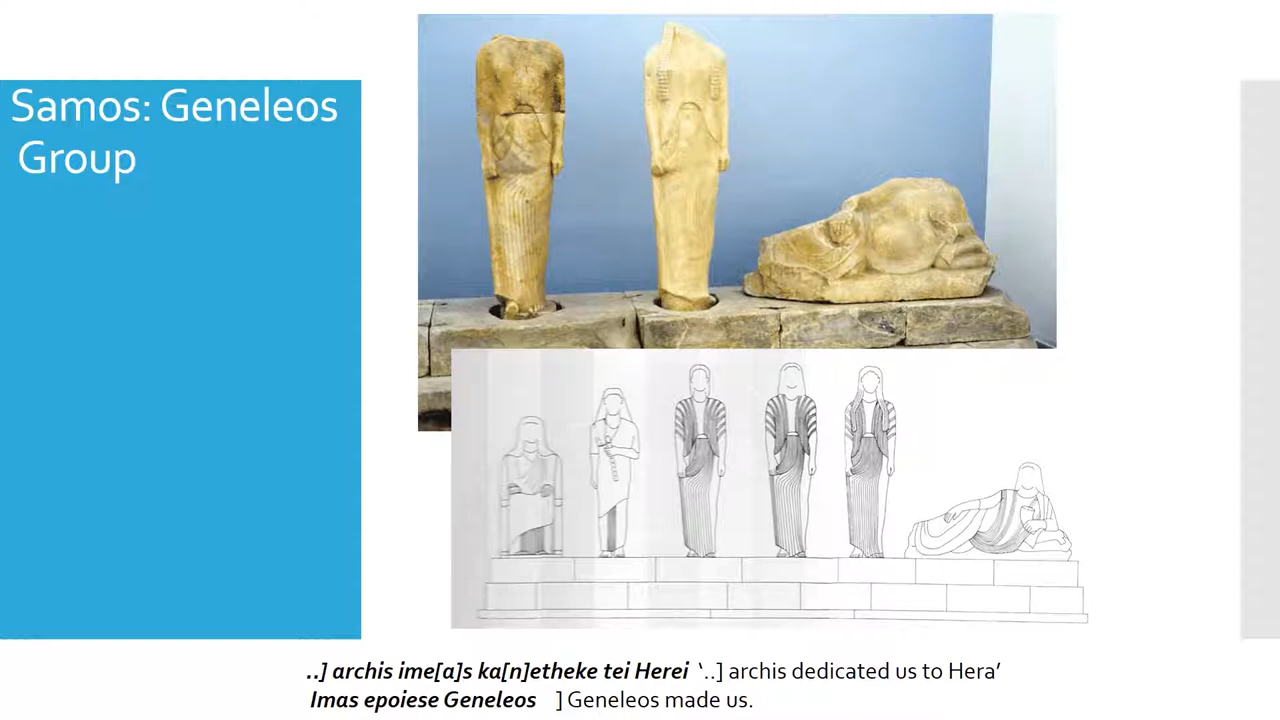 Samos: Geneleos
Group
..] archis ime[a]s ka[n]etheke tei Herei ‘..] archis dedicated us to Hera’
Imas epoiese Geneleos ] Geneleos made us.